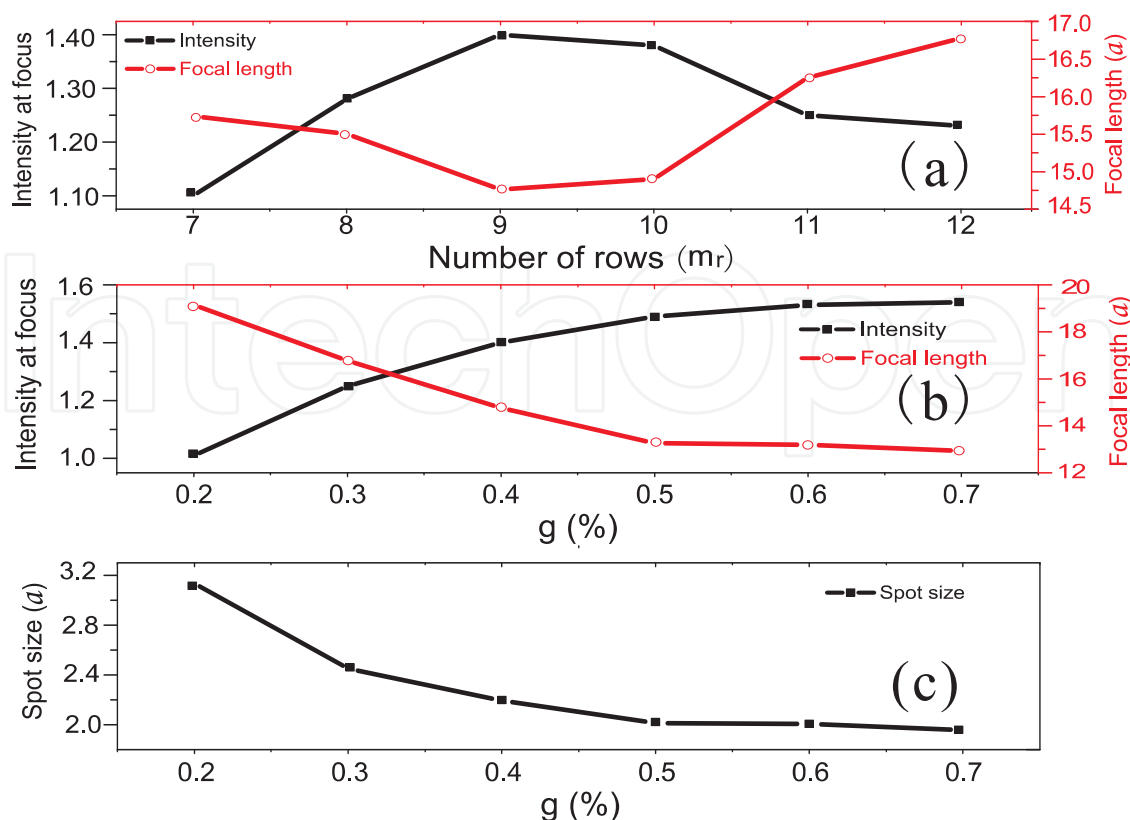 Intensity at focus
1.40
1.30
1.20
1.10
Intensity
Focal length
(a)
17.0
16.5
16.0
15.5
15.0
14.5
Focal length (a)
7 8 9 10 11 12
Number of rows (mr)
Intensity at focus
1.6
1.4
1.2
1.0
Intensity
Focal length
(b)
20
18
16
14
12
Focal length (a)
0.2 0.3 0.4 0.5 0.6 0.7
g (%)
IntechOpen
Spot size (a)
3.2
2.8
2.4
2.0
Spot size
(c)
0.2 0.3 0.4 0.5 0.6 0.7
g (%)